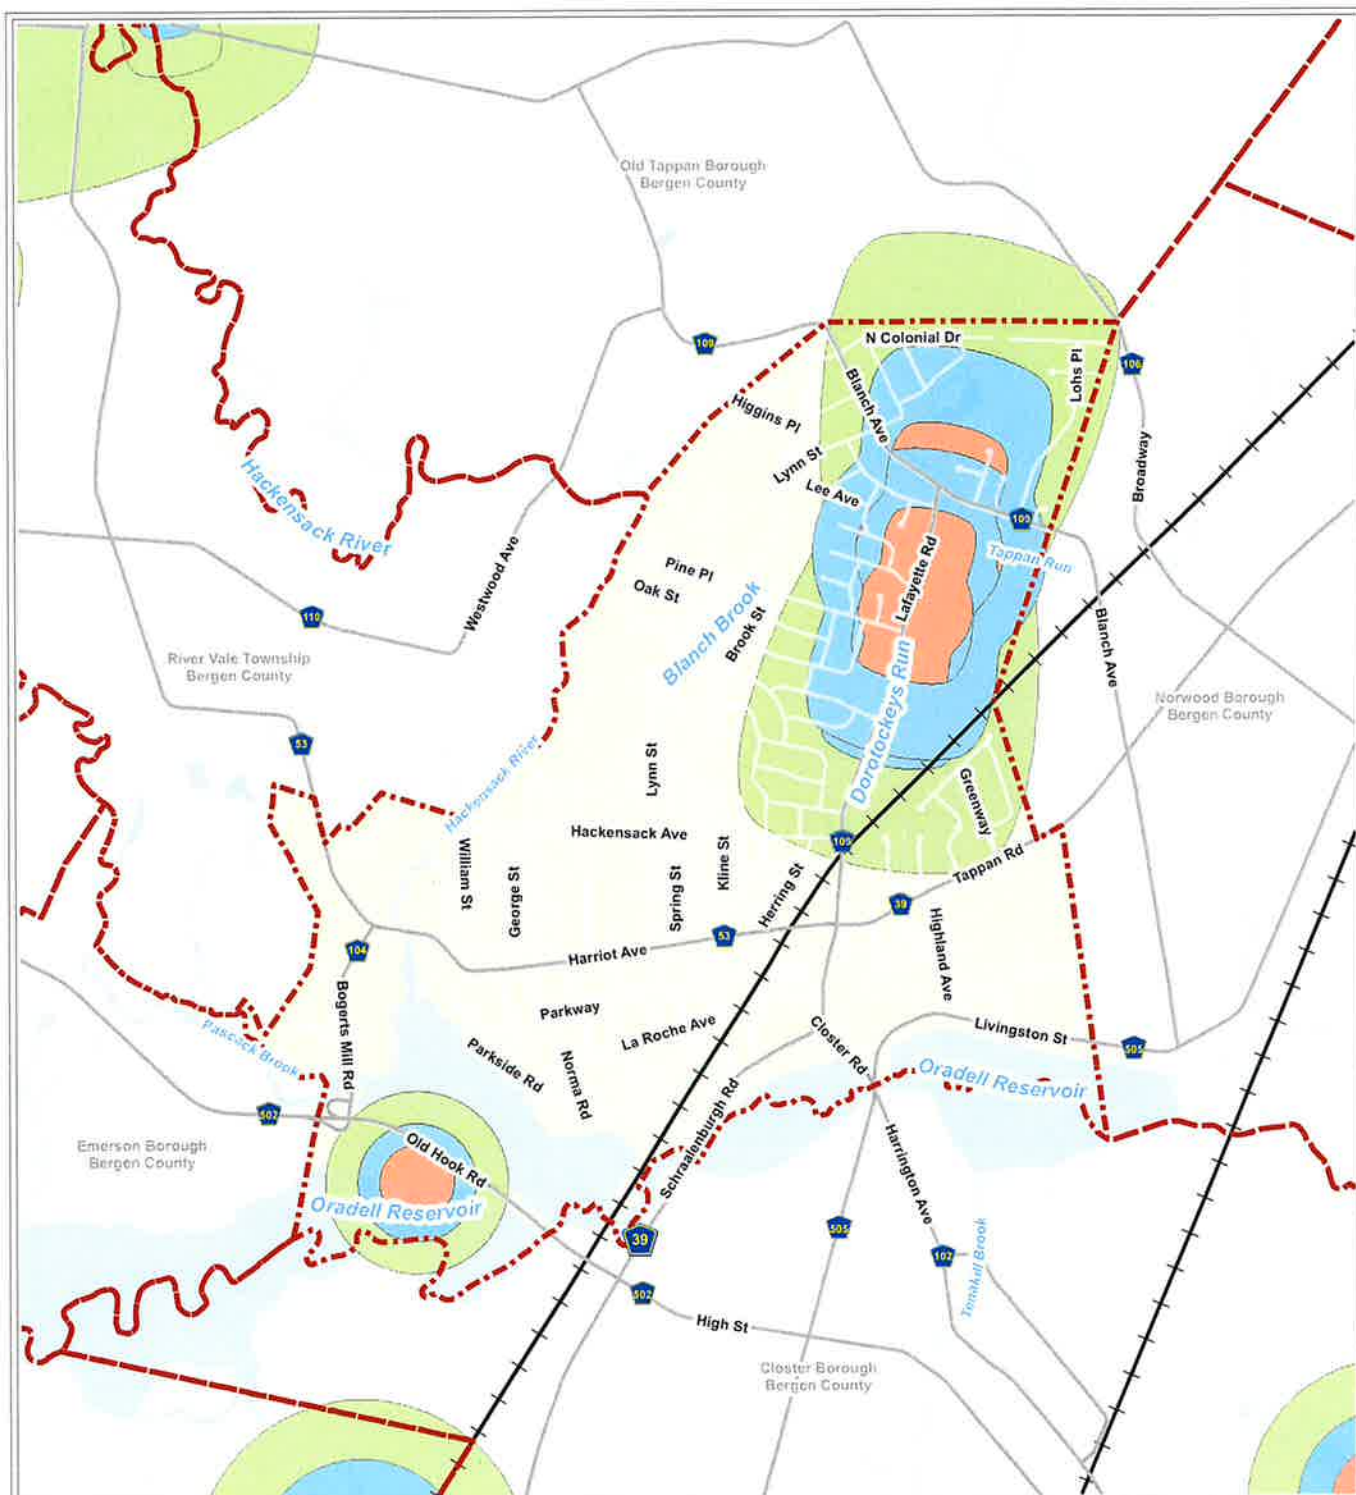 Old Tappan Borough
Bergen County
109
N Colonial Dr
Lohs Pl
106
Blanch Ave
Higgins Pl
Broadway
Lynn St
Lee Ave
Hackensack River
109
Tappan Run
Westwood Ave
Pine Pl
Oak St
Lafayette Rd
Blanch Brook
Brook St
Blanch Ave
110
River Vale Township
Bergen County
Norwood Borough
Bergen County
Dorotockeys Run
53
Hackensack River
Lynn St
Greenway
Hackensack Ave
Kline St
109
William St
George St
Spring St
Herring St
Tappan Rd
39
Highland Ave
53
104
Harriot Ave
Bogerts Mill Rd
Parkway
La Roche Ave
Closter Rd
Livingston St
505
Pascack Brook
Parkside Rd
Norma Rd
Oradell Reservoir
502
Schraalenburgh Rd
Harrington Ave
Emerson Borough
Bergen County
Old Hook Rd
Oradell Reservoir
505
39
102
Tenakill Brook
502
High St
Closter Borough
Bergen County